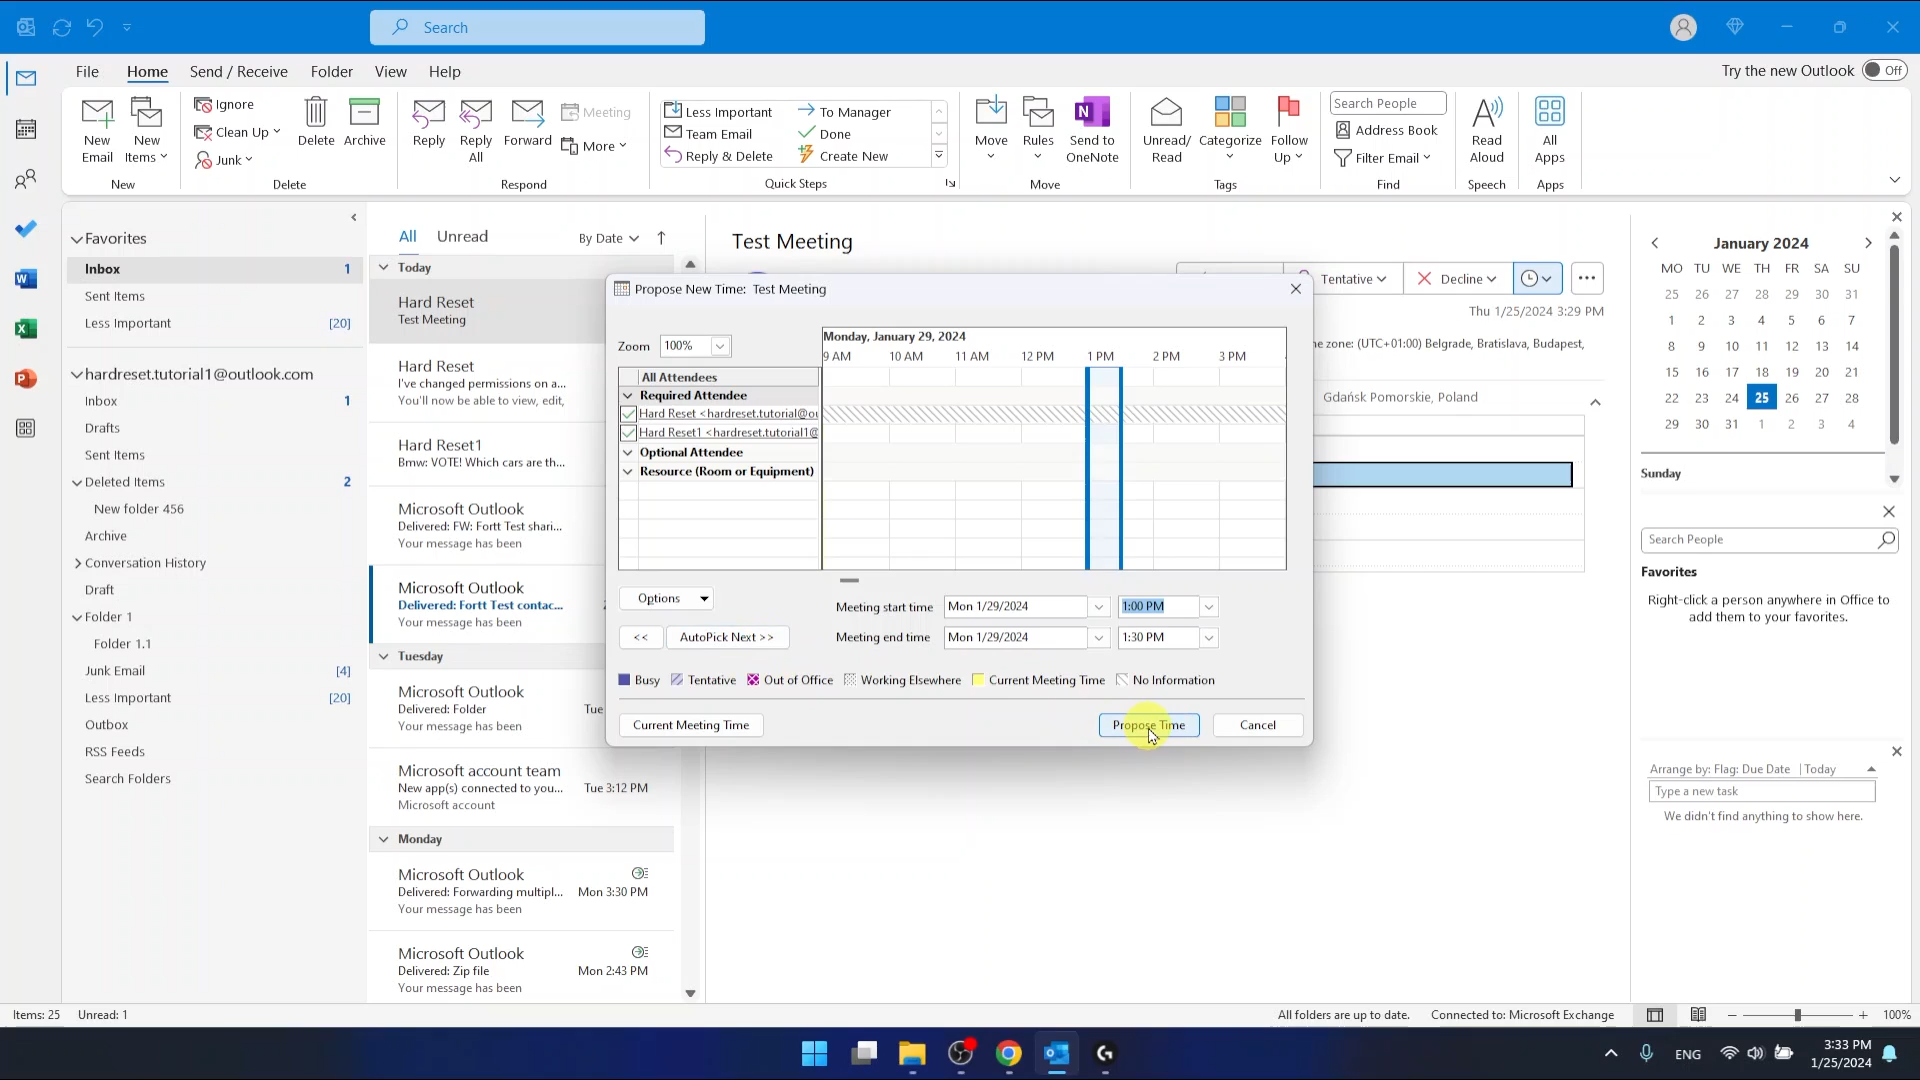 Search
File
Home
Send / Receive
Folder
View
Help
Try the new Outlook
Off
New
Email
New
Items
New
Ignore
Clean Up
Junk
Delete
Archive
Delete
Reply
Reply
All
Forward
Meeting
More
Respond
Less Important
Team Email
Reply & Delete
To Manager
Done
Create New
Quick Steps
Move
Rules
Send to
OneNote
Move
Unread/
Read
Categorize
Follow
Up
Tags
Search People
Address Book
Filter Email
Find
Read
Aloud
Speech
All
Apps
Apps
Favorites
Inbox 1
Sent Items
Less Important [20]
hardreset.tutorial1@outlook.com
Inbox 1
Drafts
Sent Items
Deleted Items 2
New folder 456
Archive
Conversation History
Draft
Folder 1
Folder 1.1
Junk Email [4]
Less Important [20]
Outbox
RSS Feeds
Search Folders
All Unread By Date
Today
Hard Reset
Test Meeting
Hard Reset
I've changed permissions on a...
You'll now be able to view, edit,
Hard Reset1
Bmw: VOTE! Which cars are th...
Microsoft Outlook
Delivered: FW: Fortt Test shari...
Your message has been
Microsoft Outlook
Delivered: Fortt Test contac...
Your message has been
Tuesday
Microsoft Outlook
Delivered: Folder Tue
Your message has been
Microsoft account team
New app(s) connected to you... Tue 3:12 PM
Microsoft account
Monday
Microsoft Outlook
Delivered: Forwarding multipl... Mon 3:30 PM
Your message has been
Microsoft Outlook
Delivered: Zip file Mon 2:43 PM
Your message has been
Test Meeting
Tentative
Decline
Thu 1/25/2024 3:29 PM
ne zone: (UTC+01:00) Belgrade, Bratislava, Budapest,
Gdańsk Pomorskie, Poland
Propose New Time: Test Meeting
Zoom 100%
Monday, January 29, 2024
9 AM 10 AM 11 AM 12 PM 1 PM 2 PM 3 PM
All Attendees
Required Attendee
Hard Reset <hardreset.tutorial@ou
Hard Reset1 <hardreset.tutorial1@
Optional Attendee
Resource (Room or Equipment)
Options
<< AutoPick Next >>
Meeting start time Mon 1/29/2024 1:00 PM
Meeting end time Mon 1/29/2024 1:30 PM
Busy Tentative Out of Office Working Elsewhere Current Meeting Time No Information
Current Meeting Time Propose Time Cancel
January 2024
MO TU WE TH FR SA SU
25 26 27 28 29 30 31
1 2 3 4 5 6 7
8 9 10 11 12 13 14
15 16 17 18 19 20 21
22 23 24 25 26 27 28
29 30 31 1 2 3 4
Sunday
Search People
Favorites
Right-click a person anywhere in Office to
add them to your favorites.
Arrange by: Flag: Due Date | Today
Type a new task
We didn't find anything to show here.
Items: 25 Unread: 1
All folders are up to date. Connected to: Microsoft Exchange 100%
ENG
3:33 PM
1/25/2024